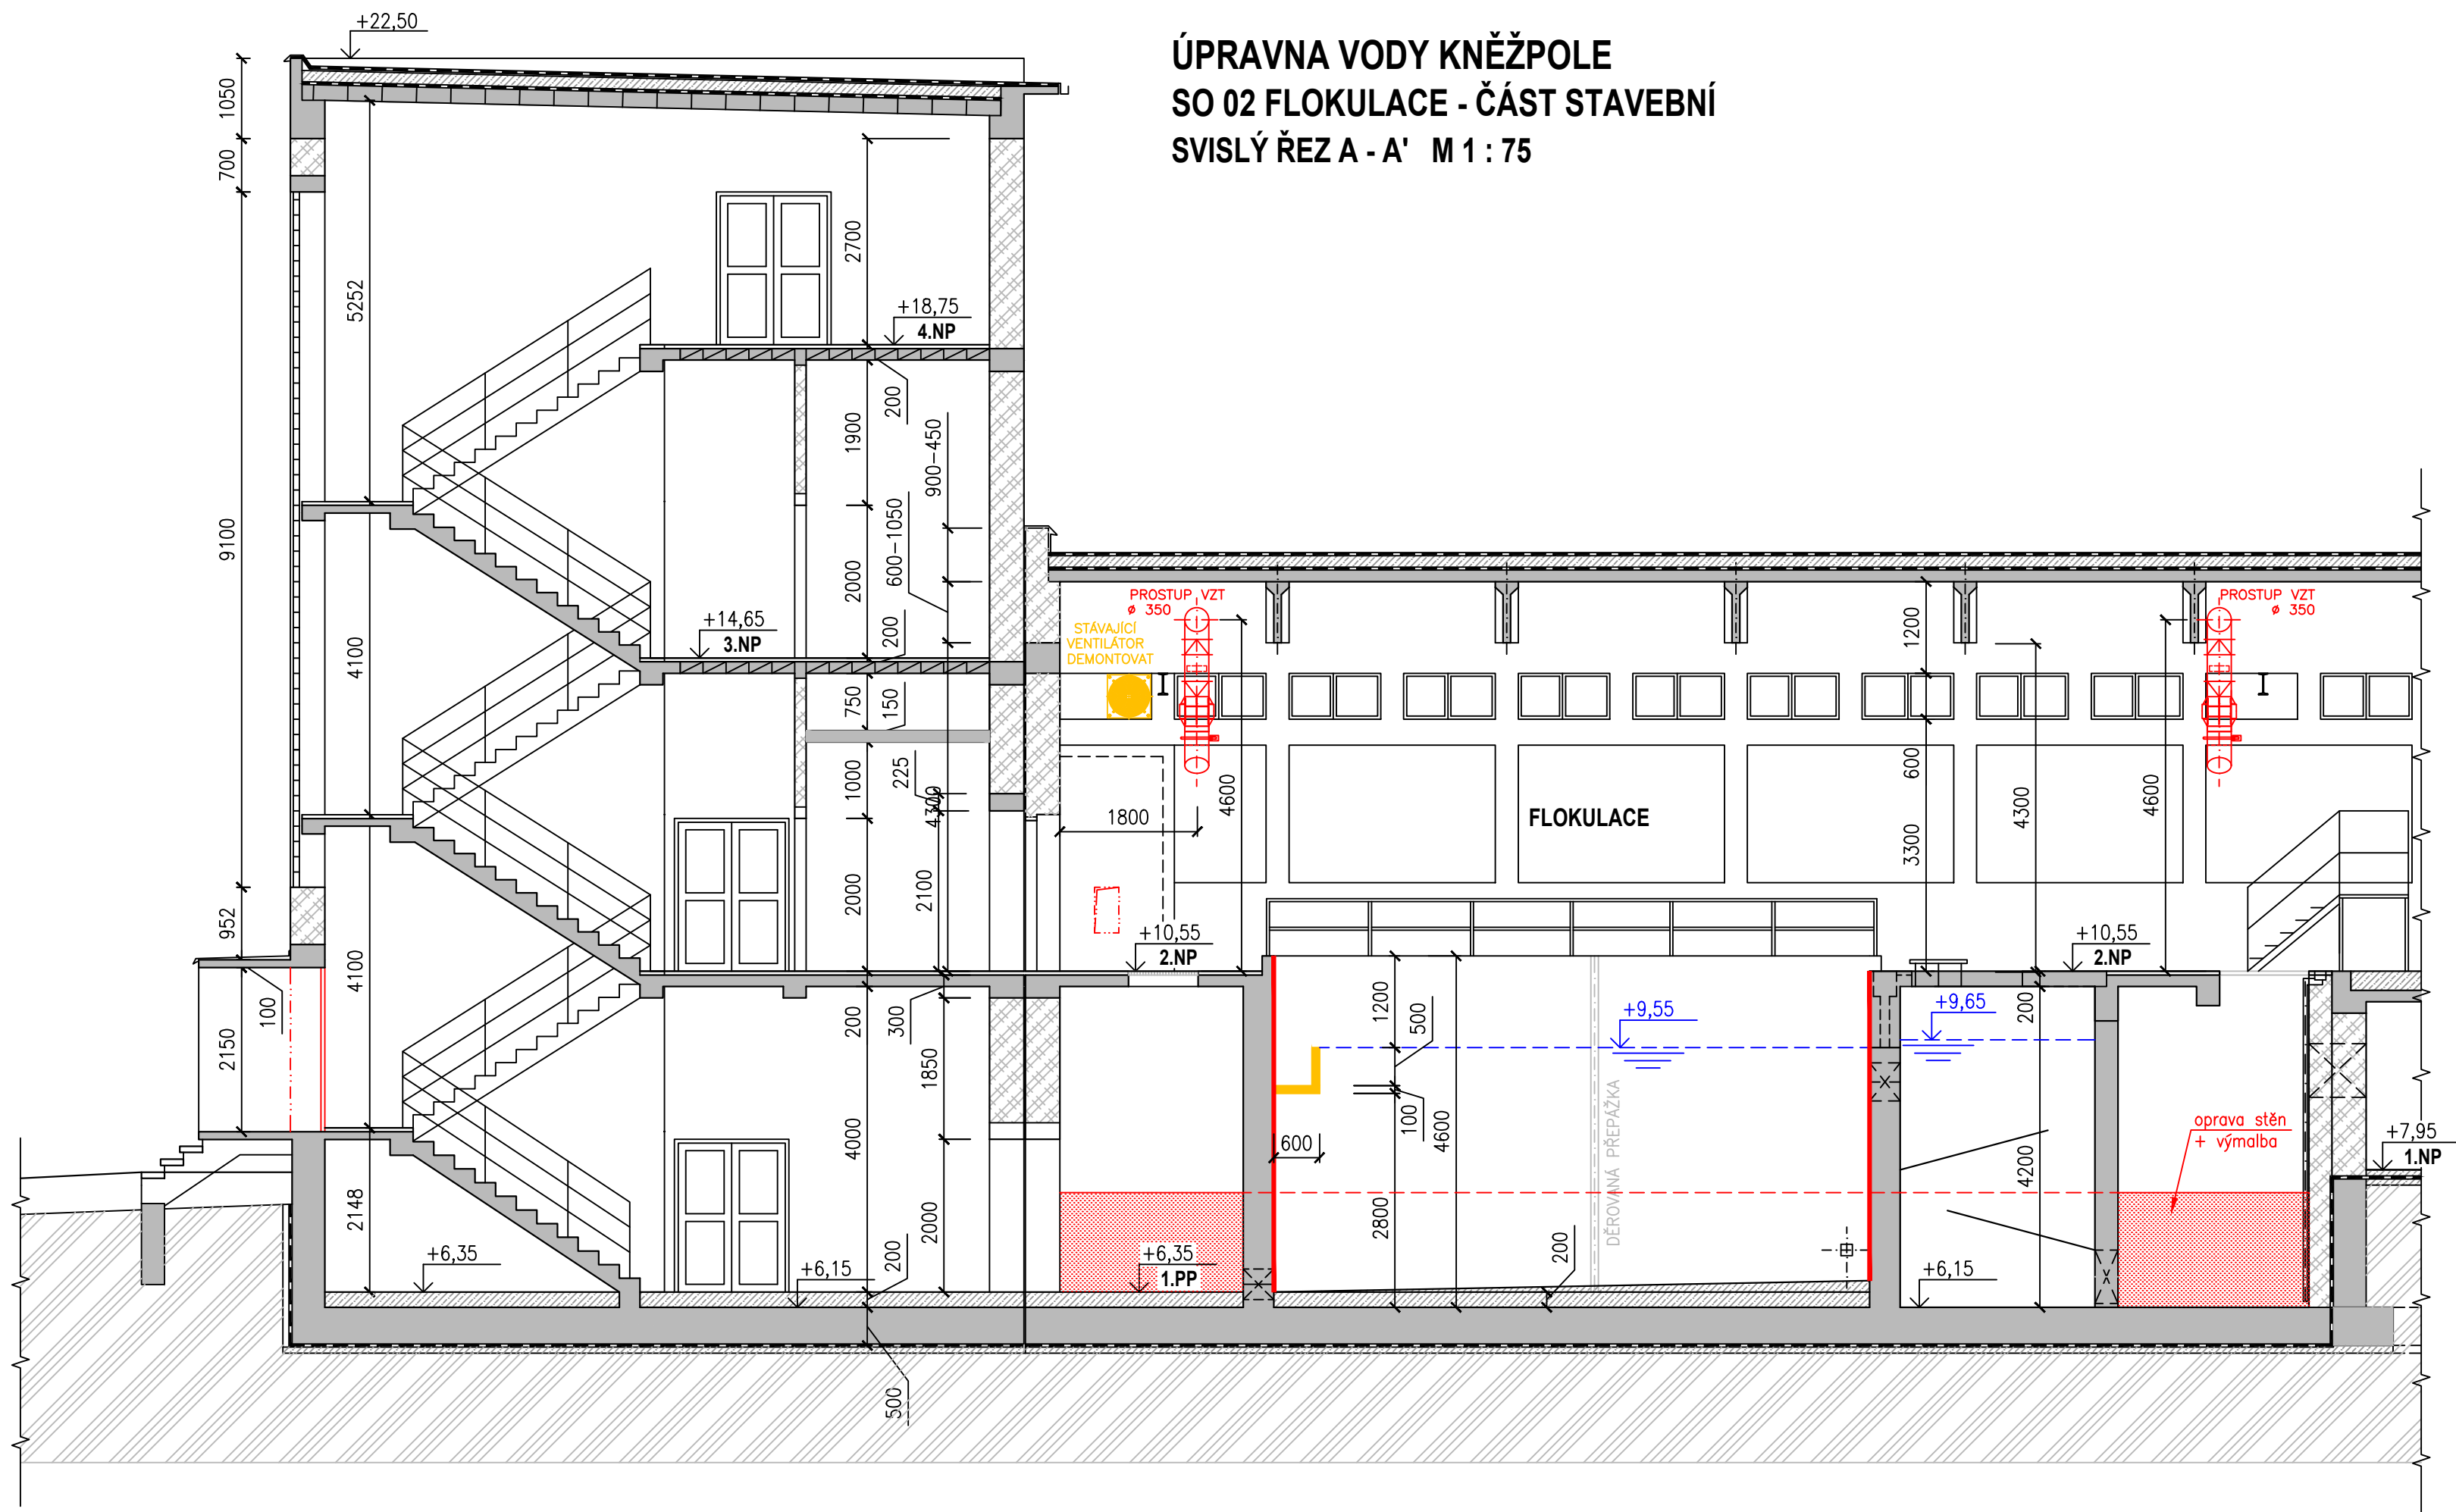 ÚPRAVNA VODY KNĚŽPOLE
SO 02 FLOKULACE - ČÁST STAVEBNÍ
SVISLÝ ŘEZ A - A' M 1 : 75
+22,50
1050
700
9100
952
2150
100
5252
4100
4100
2148
2700
+18,75
4.NP
200
1900
900-450
600-1050
2000
200
+14,65
3.NP
750
150
1000
225
4300
2000
2100
200
300
1850
4000
2000
200
500
+6,35
+6,15
PROSTUP VZT
ø 350
STÁVAJÍCÍ
VENTILÁTOR
DEMONTOVAT
1800
4600
+10,55
2.NP
FLOKULACE
PROSTUP VZT
ø 350
1200
600
3300
4300
4600
+10,55
2.NP
1200
500
100
4600
600
2800
200
+9,55
DĚROVANÁ PŘEPÁŽKA
+9,65
200
4200
+6,15
+6,35
1.PP
oprava stěn
+ výmalba
+7,95
1.NP